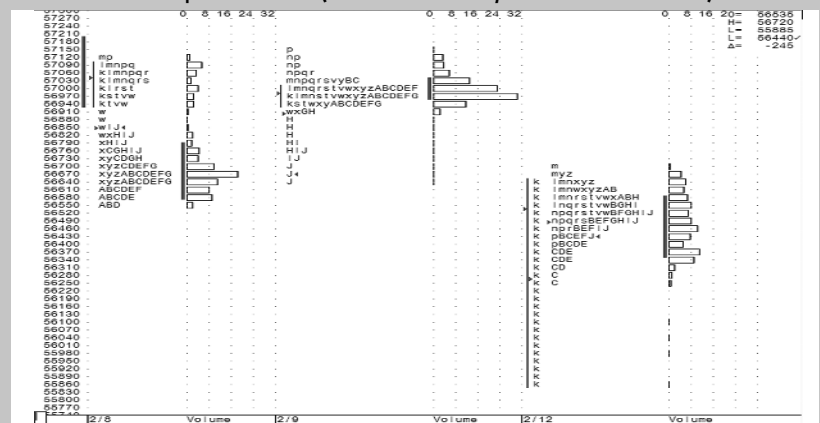 0 8 16 24 32 0 8 16 24 32 0 8 16 20= 56535
57270 H= 56720
57240 L= 55885
57210 L= 56440
57180 Δ= -245
57150 p
57120 mp np
57090 lmnpq np
57060 klmnpqr npqr
57030 klmnqrs mnpqrsvyBC
57000 klrst lmnqrstvwxyzABCDEF
56970 kstvw klmnstvwxyzABCDEFG
56940 ktvw kstwxyABCDEFG
56910 w wxGH
56880 w H
56850 wIJ H
56820 wxHIJ H
56790 xHIJ HI
56760 xCGHIJ HIJ
56730 xyCDGH IJ
56700 xyzCDEFG J m
56670 xyzABCDEFG J myz
56640 xyzABCDEFG J k lmnxyz
56610 ABCDEF k lmnwxyzAB
56580 ABCDE k lmnrstvwxABH
56550 ABD k lnqrstvwBGHI
56520 k npqrstvwBFGHIJ
56490 k npqrsBEFGHIJ
56460 k nprBEFIJ
56430 k pBCEFJ
56400 k pBCDE
56370 k CDE
56340 k CDE
56310 k CD
56280 k C
56250 k C
56220 k
56190 k
56160 k
56130 k
56100 k
56070 k
56040 k
56010 k
55980 k
55950 k
55920 k
55890 k
55860 k
55830
55800
55770
2/8 Volume 2/9 Volume 2/12 Volume